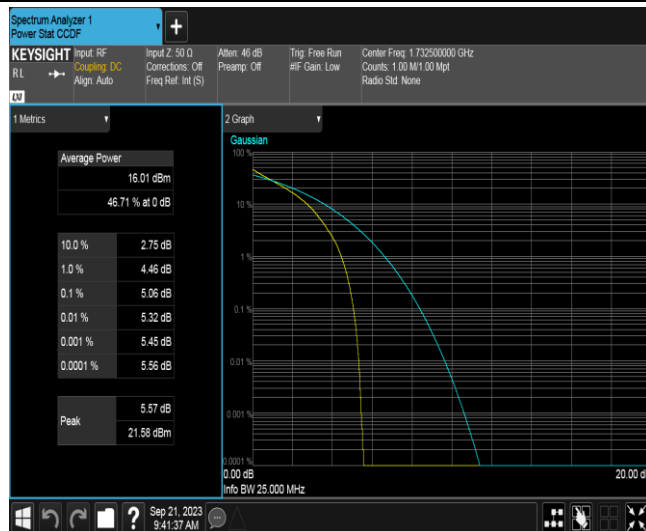 Spectrum Analyzer 1
Power Stat CCDF
KEYSIGHT
RL
Input: RF
Coupling: DC
Align: Auto
Input Z: 50 Ω
Corrections: Off
Freq Ref: Int (S)
Atten: 46 dB
Preamp: Off
Trig: Free Run
#IF Gain: Low
Center Freq: 1.732500000 GHz
Counts: 1.00 M/1.00 Mpt
Radio Std: None
1 Metrics
Average Power
16.01 dBm
46.71 % at 0 dB
10.0 % 2.75 dB
1.0 % 4.46 dB
0.1 % 5.06 dB
0.01 % 5.32 dB
0.001 % 5.45 dB
0.0001 % 5.56 dB
Peak
5.57 dB
21.58 dBm
2 Graph
Gaussian
100 %
10 %
1 %
0.1 %
0.01 %
0.001 %
0.0001 %
0.00 dB
20.00 d
Info BW 25.000 MHz
?
Sep 21, 2023
9:41:37 AM